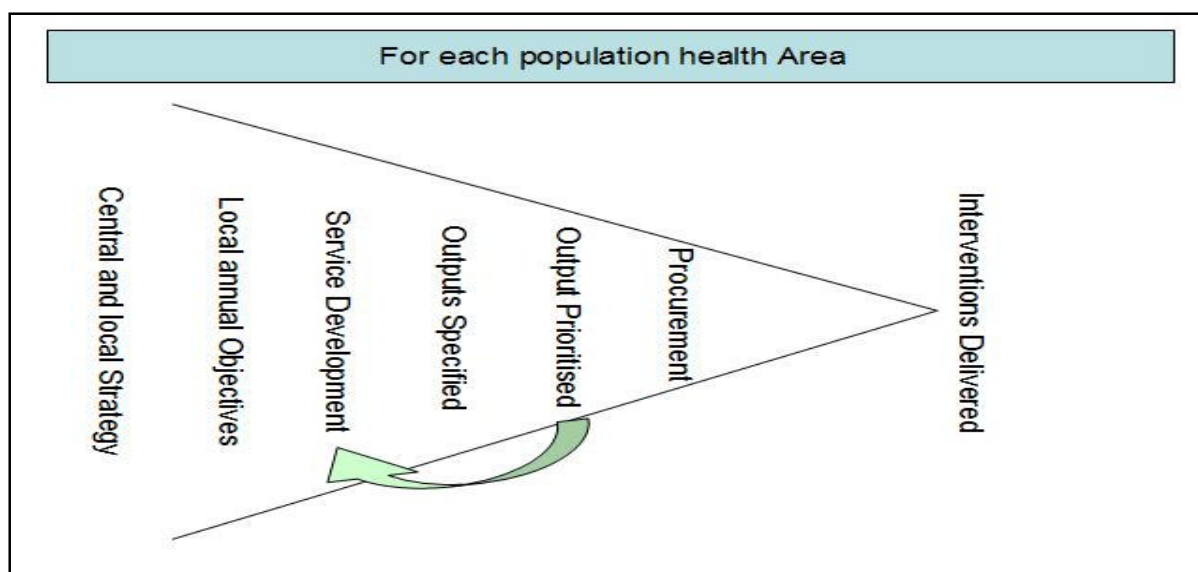 For each population health Area
Central and local Strategy
Local annual Objectives
Service Development
Outputs Specified
Output Prioritised
Procurement
Interventions Delivered